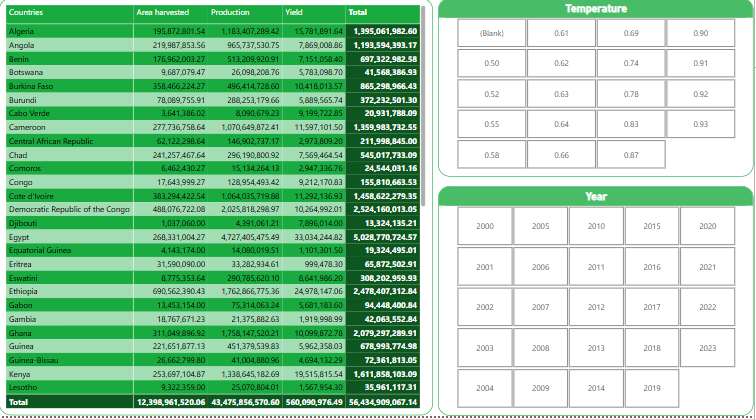 Countries Area harvested Production Yield Total
Algeria 195,872,801.54 1,183,407,289.42 15,781,891.64 1,395,061,982.60
Angola 219,987,853.56 965,737,530.75 7,869,008.86 1,193,594,393.17
Benin 176,962,003.27 513,209,920.91 7,151,058.40 697,322,982.58
Botswana 9,687,079.47 26,098,208.76 5,783,098.70 41,568,386.93
Burkina Faso 358,466,224.27 496,414,728.60 10,418,013.57 865,298,966.43
Burundi 78,089,755.91 288,253,179.66 5,889,565.74 372,232,501.30
Cabo Verde 3,641,386.02 8,090,679.23 9,199,722.85 20,931,788.09
Cameroon 277,736,758.64 1,070,649,872.41 11,597,101.50 1,359,983,732.55
Central African Republic 62,122,298.64 146,902,737.17 2,973,809.20 211,998,845.00
Chad 241,257,467.64 296,190,800.92 7,569,464.54 545,017,733.09
Comoros 6,462,430.27 15,134,264.13 2,947,336.76 24,544,031.16
Congo 17,643,999.27 128,954,493.42 9,212,170.83 155,810,663.53
Cote d'Ivoire 383,294,422.54 1,064,035,719.88 11,292,136.93 1,458,622,279.35
Democratic Republic of the Congo 488,076,722.08 2,025,818,298.97 10,264,992.01 2,524,160,013.05
Djibouti 1,037,060.00 4,391,061.21 7,896,014.00 13,324,135.21
Egypt 268,331,004.27 4,727,405,475.49 33,034,244.82 5,028,770,724.57
Equatorial Guinea 4,143,174.00 14,080,019.51 1,101,301.50 19,324,495.01
Eritrea 31,590,090.00 33,282,934.61 999,478.30 65,872,502.91
Eswatini 8,775,353.64 290,785,620.10 8,641,986.20 308,202,959.93
Ethiopia 690,562,390.43 1,762,866,775.36 24,978,147.06 2,478,407,312.84
Gabon 13,453,154.00 75,314,063.24 5,681,183.60 94,448,400.84
Gambia 18,767,671.23 21,375,882.63 1,919,998.99 42,063,552.84
Ghana 311,049,896.92 1,758,147,520.21 10,099,872.78 2,079,297,289.91
Guinea 221,651,877.13 451,379,539.83 5,962,358.03 678,993,774.98
Guinea-Bissau 26,662,799.80 41,004,880.96 4,694,132.29 72,361,813.05
Kenya 253,697,104.87 1,338,645,182.69 19,515,815.54 1,611,858,103.09
Lesotho 9,322,359.00 25,070,804.01 1,567,954.30 35,961,117.31
Total 12,398,961,520.06 43,475,856,570.60 560,090,976.49 56,434,909,067.14
Temperature
(Blank) 0.61 0.69 0.90
0.50 0.62 0.74 0.91
0.52 0.63 0.78 0.92
0.55 0.64 0.83 0.93
0.58 0.66 0.87
Year
2000 2005 2010 2015 2020
2001 2006 2011 2016 2021
2002 2007 2012 2017 2022
2003 2008 2013 2018 2023
2004 2009 2014 2019